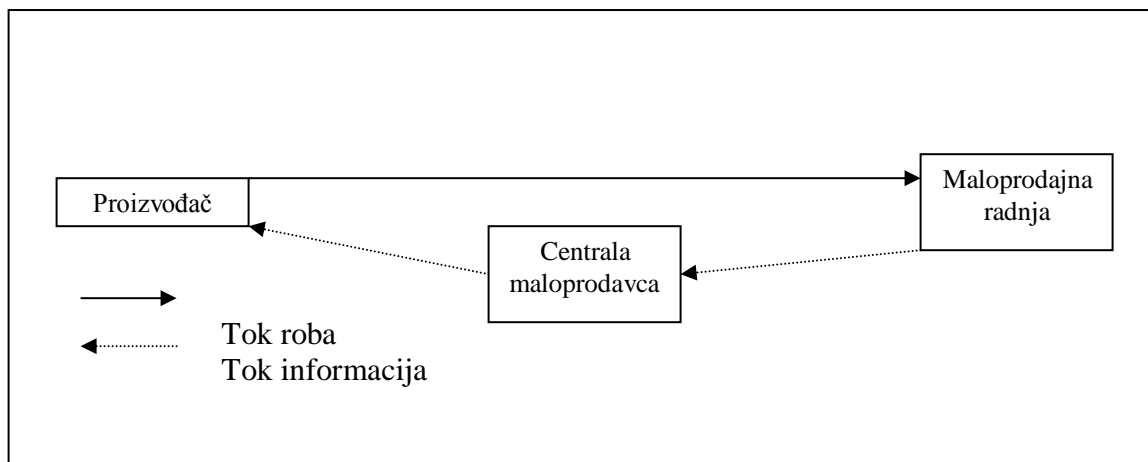 Proizvođač
Maloprodajna
radnja
Centrala
maloprodavca
Tok roba
Tok informacija